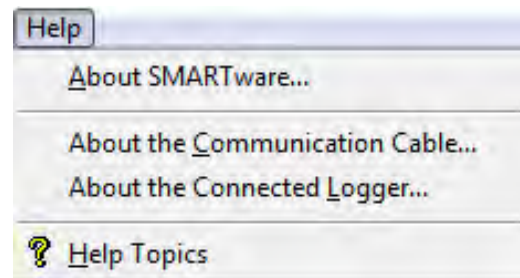 Help
About SMARTware...
About the Communication Cable...
About the Connected Logger...
Help Topics